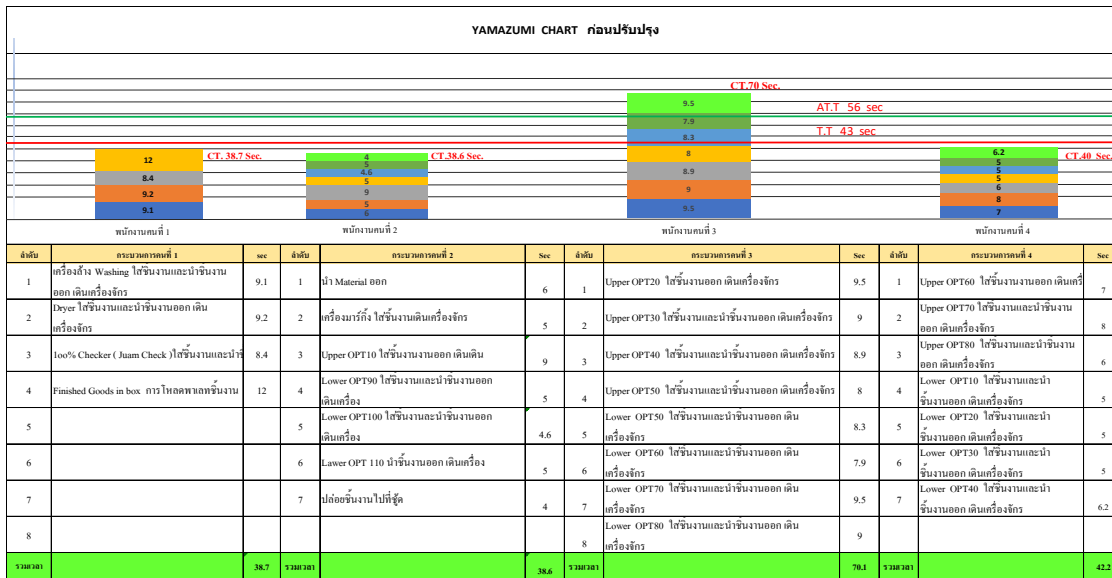 YAMAZUMI CHART ก่อนปรับปรุง
CT.70 Sec.
AT.T 56 sec
T.T 43 sec
CT. 38.7 Sec.
CT.38.6 Sec.
CT.40 Sec.
12
8.4
9.2
9.1
4
5
4.6
5
9
5
6
9.5
7.9
8.3
8
8.9
9
9.5
6.2
5
5
5
6
8
7
พนักงานคนที่ 1
พนักงานคนที่ 2
พนักงานคนที่ 3
พนักงานคนที่ 4
ลำดับ กระบวนการคนที่ 1 sec ลำดับ กระบวนการคนที่ 2 Sec ลำดับ กระบวนการคนที่ 3 Sec ลำดับ กระบวนการคนที่ 4 Sec
1 เครื่องล้าง Washing ใส่ชิ้นงานและนำชิ้นงาน
ออก เดินเครื่องจักร 9.1 1 นำ Material ออก 6 1 Upper OPT20 ใส่ชิ้นงานออก เดินเครื่องจักร 9.5 1 Upper OPT60 ใส่ชิ้นงานงานออก เดินเครื่ 7
2 Dryer ใส่ชิ้นงานและนำชิ้นงานออก เดิน
เครื่องจักร 9.2 2 เครื่องมาร์กิ้ง ใส่ชิ้นงานเดินเครื่องจักร 5 2 Upper OPT30 ใส่ชิ้นงานและนำชิ้นงานออก เดินเครื่องจักร 9 2 Upper OPT70 ใส่ชิ้นงานและนำชิ้นงาน
ออก เดินเครื่องจักร 8
3 1oo% Checker ( Juam Check )ใส่ชิ้นงานและนำชิ 8.4 3 Upper OPT10 ใส่ชิ้นงานงานออก เดินเดิน 9 3 Upper OPT40 ใส่ชิ้นงานและนำชิ้นงานออก เดินเครื่องจักร 8.9 3 Upper OPT80 ใส่ชิ้นงานและนำชิ้นงาน
ออก เดินเครื่องจักร 6
4 Finished Goods in box การโหลดพาเลทชิ้นงาน 12 4 Lower OPT90 ใส่ชิ้นงานและนำชิ้นงานออก
เดินเครื่อง 5 4 Upper OPT50 ใส่ชิ้นงานและนำชิ้นงานออก เดินเครื่องจักร 8 4 Lower OPT10 ใส่ชิ้นงานและนำ
ชิ้นงานออก เดินเครื่องจักร 5
5 5 Lower OPT100 ใส่ชิ้นงานละนำชิ้นงานออก
เดินเครื่อง 4.6 5 Lower OPT50 ใส่ชิ้นงานและนำชิ้นงานออก เดิน
เครื่องจักร 8.3 5 Lower OPT20 ใส่ชิ้นงานและนำ
ชิ้นงานออก เดินเครื่องจักร 5
6 6 Lawer OPT 110 นำชิ้นงานออก เดินเครื่อง 5 6 Lower OPT60 ใส่ชิ้นงานและนำชิ้นงานออก เดิน
เครื่องจักร 7.9 6 Lower OPT30 ใส่ชิ้นงานและนำ
ชิ้นงานออก เดินเครื่องจักร 5
7 7 ปล่อยชิ้นงานไปที่ชู๊ต 4 7 Lower OPT70 ใส่ชิ้นงานและนำชิ้นงานออก เดิน
เครื่องจักร 9.5 7 Lower OPT40 ใส่ชิ้นงานและนำ
ชิ้นงานออก เดินเครื่องจักร 6.2
8 8 Lower OPT80 ใส่ชิ้นงานและนำชิ้นงานออก เดิน
เครื่องจักร 9
รวมเวลา 38.7 รวมเวลา 38.6 รวมเวลา 70.1 รวมเวลา 42.2